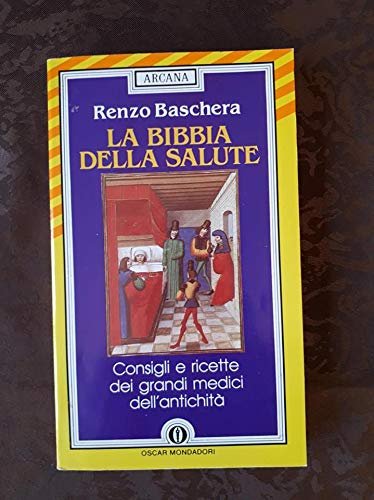 ARCANA
Renzo Baschera
LA BIBBIA
DELLA SALUTE
Consigli e ricette
dei grandi medici
dell'antichità
OSCAR MONDADORI